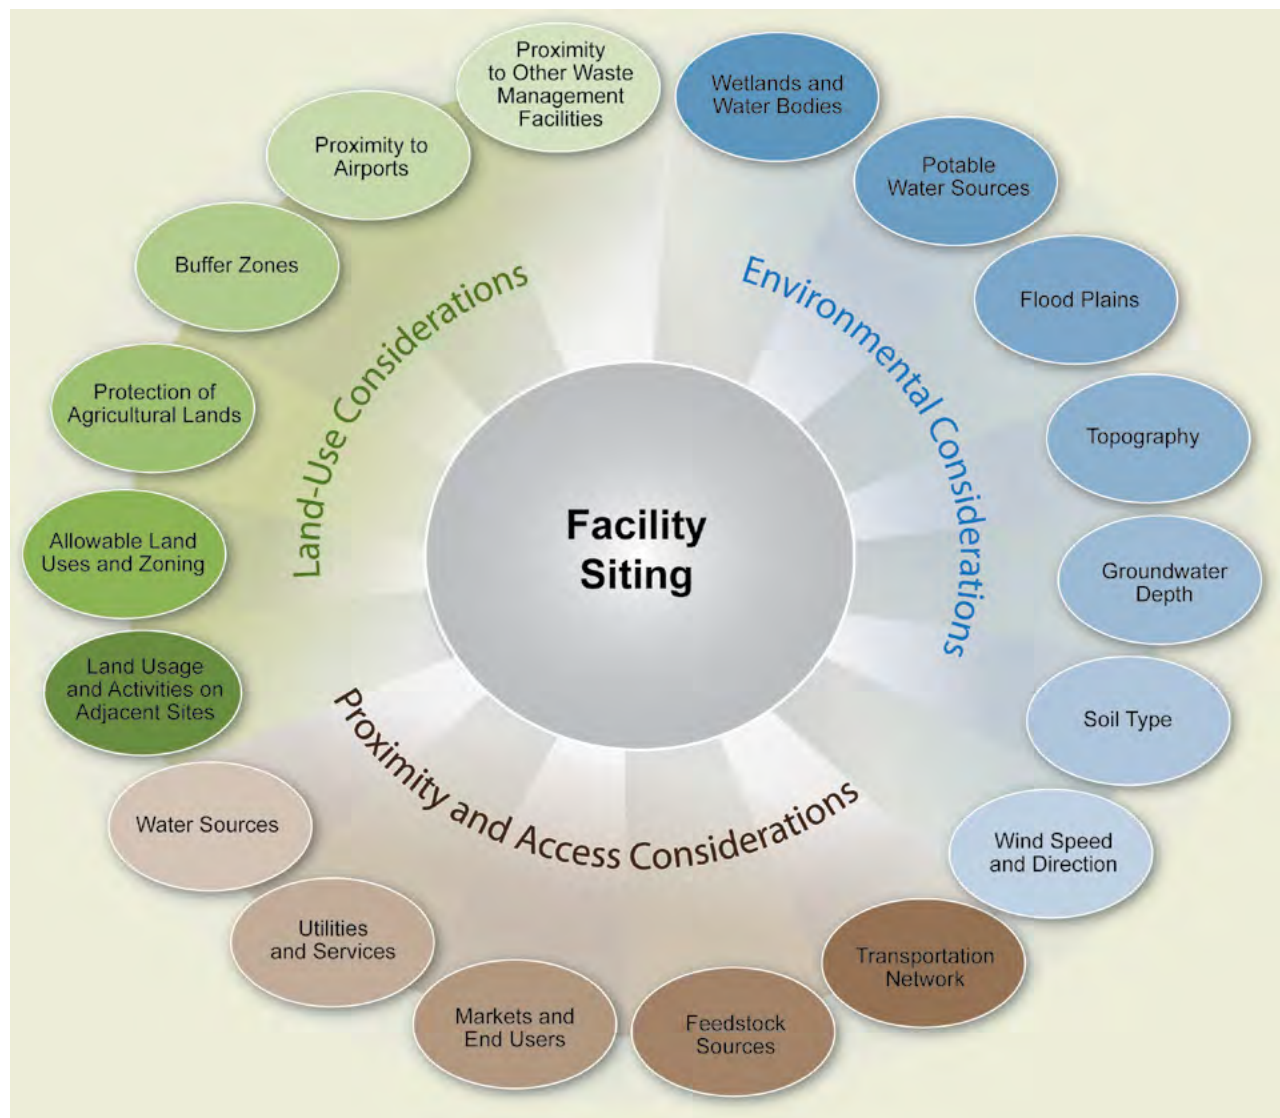 Proximity
to Other Waste
Management
Facilities
Wetlands and
Water Bodies
Proximity to
Airports
Potable
Water Sources
Buffer Zones
Flood Plains
Land-Use Considerations
Environmental Considerations
Protection of
Agricultural Lands
Topography
Facility
Siting
Allowable Land
Uses and Zoning
Groundwater
Depth
Land Usage
and Activities on
Adjacent Sites
Soil Type
Proximity and Access Considerations
Water Sources
Wind Speed
and Direction
Utilities
and Services
Transportation
Network
Markets and
End Users
Feedstock
Sources